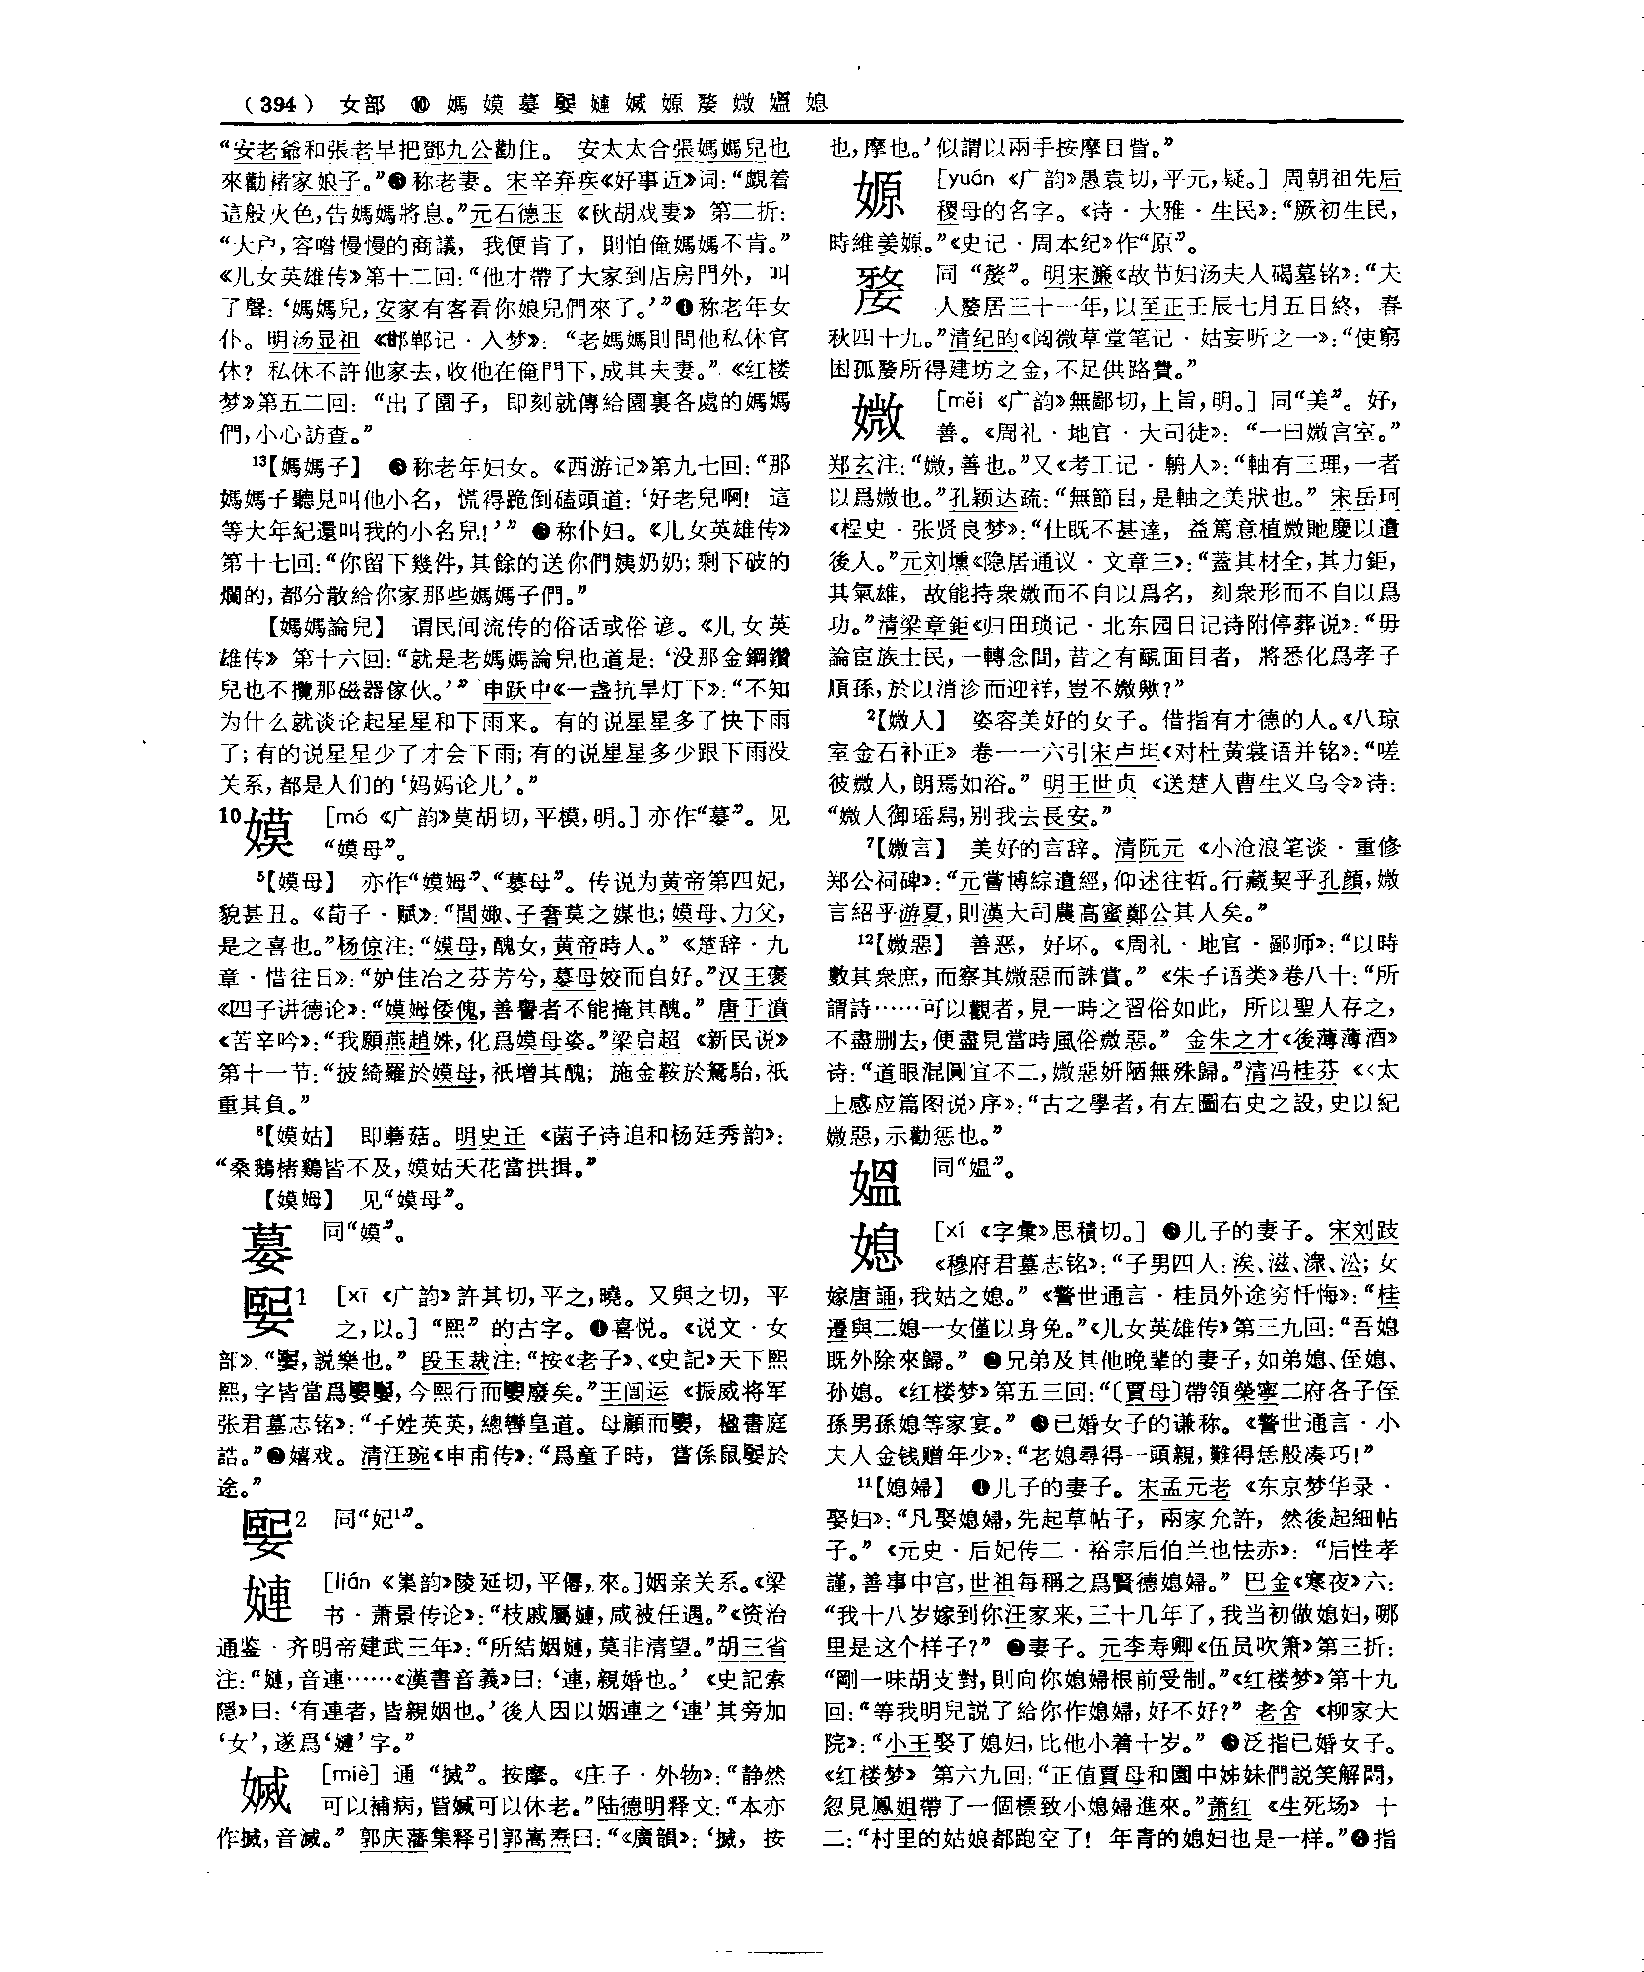 （394） 女部 ⑩ 媽 嫫 㜈 媐 嫤 搣 嫄 嫠 媺 媼 媳
“安老爺和張老早把鄧九公勸住。 安太太合張媽媽兒也
來勸褚家娘子。”❸称老妻。宋辛弃疾《好事近》词：“覷着
這般火色，告媽媽將息。”元石德玉《秋胡戏妻》第二折：
“大户，容喒慢慢的商議， 我便肯了， 則怕俺媽媽不肯。”
《儿女英雄传》第十二回：“他才帶了大家到店房門外， 叫
了聲：‘媽媽兒，安家有客看你娘兒們來了。’”❹称老年女
仆。明汤显祖《邯郸记·入梦》：“老媽媽則問他私休官
休？私休不許他家去，收他在俺門下，成其夫妻。”《红楼
梦》第五二回：“出了園子， 即刻就傳給園裏各處的媽媽
們，小心訪查。”
13【媽媽子】 ❶称老年妇女。《西游记》第九七回：“那
媽媽子聽見叫他小名， 慌得跪倒磕頭道：‘好老兒啊！ 這
等大年紀還叫我的小名兒！’” ❷称仆妇。《儿女英雄传》
第十七回：“你留下幾件，其餘的送你們姨奶奶；剩下破的
爛的，都分散給你家那些媽媽子們。”
【媽媽論兒】 谓民间流传的俗话或俗谚。《儿女英
雄传》第十六回：“就是老媽媽論兒也道是：‘没那金鋼鑽
兒也不攬那磁器傢伙。’” 申跃中《一盏抗旱灯下》：“不知
为什么就谈论起星星和下雨来。 有的说星星多了快下雨
了；有的说星星少了才会下雨；有的说星星多少跟下雨没
关系，都是人们的‘妈妈论儿’。”
10嫫 [mó《广韵》莫胡切，平模，明。]亦作“㜈”。见
“嫫母”。
5【嫫母】 亦作“嫫姆”、“㜈母”。传说为黄帝第四妃，
貌甚丑。《荀子·赋》：“閭娵、子奢莫之媒也；嫫母、力父，
是之喜也。”杨倞注：“嫫母，醜女，黄帝時人。”《楚辞·九
章·惜往日》：“妒佳冶之芬芳兮，㜈母姣而自好。”汉王褒
《四子讲德论》：“嫫姆倭傀，善譽者不能掩其醜。” 唐于濆
《苦辛吟》：“我願燕趙姝，化爲嫫母姿。”梁启超《新民说》
第十一节：“披綺羅於嫫母，祇增其醜； 施金鞍於駑駘，祇
重其負。”
8【嫫姑】 即蘑菇。明史迁《菌子诗追和杨廷秀韵》：
“桑鵝楮鷄皆不及，嫫姑天花當拱揖。”
【嫫姆】 见“嫫母”。
㜈 同“嫫”。
媐1 [xī《广韵》許其切，平之，曉。又與之切， 平
之，以。]“熙”的古字。❶喜悦。《说文·女
部》：“媐，説樂也。” 段玉裁注：“按《老子》、《史記》天下熙
熙，字皆當爲媐媐，今熙行而媐廢矣。”王闿运《振威将军
张君墓志铭》：“子姓英英，總轡皇道。母顧而媐， 楹書庭
誥。”❷嬉戏。清汪琬《申甫传》：“爲童子時， 嘗係鼠媐於
途。”
媐2 同“妃1”。
嫤 [lián《集韵》陵延切，平僊，來。]姻亲关系。《梁
书·萧景传论》：“枝戚屬嫤，咸被任遇。”《资治
通鉴·齐明帝建武三年》：“所結姻嫤，莫非清望。”胡三省
注：“嫤，音連……《漢書音義》曰：‘連，親婚也。’《史記索
隱》曰：‘有連者，皆親姻也。’後人因以姻連之‘連’其旁加
‘女’，遂爲‘嫤’字。”
[miè]通“搣”。按摩。《庄子·外物》：“静然
可以補病，眥媙可以休老。”陆德明释文：“本亦
作搣，音滅。” 郭庆藩集释引郭嵩焘曰：“《廣韻》：‘搣， 按
也，摩也。’似謂以兩手按摩目眥。”
嫄 [yuán《广韵》愚袁切，平元，疑。] 周朝祖先后
稷母的名字。《诗·大雅·生民》：“厥初生民，
時維姜嫄。”《史记·周本纪》作“原”。
嫠 同“嫠”。明宋濂《故节妇汤夫人碣墓铭》：“夫
人嫠居三十一年，以至正壬辰七月五日終， 春
秋四十九。”清纪昀《阅微草堂笔记·姑妄听之一》：“使窮
困孤嫠所得建坊之金，不足供路費。”
媺 [měi《广韵》無鄙切，上旨，明。]同“美”。好，
善。《周礼·地官·大司徒》：“一曰媺宫室。”
郑玄注：“媺，善也。”又《考工记·輈人》：“軸有三理，一者
以爲媺也。”孔颖达疏：“無節目，是軸之美狀也。” 宋岳珂
《桯史·张贤良梦》：“仕既不甚達， 益篤意植媺貤慶以遺
後人。”元刘壎《隐居通议·文章三》：“蓋其材全，其力鉅，
其氣雄， 故能持衆媺而不自以爲名， 刻衆形而不自以爲
功。”清梁章鉅《归田琐记·北东园日记诗附停葬说》：“毋
論宦族士民，一轉念間，昔之有靦面目者， 將悉化爲孝子
順孫，於以消沴而迎祥，豈不媺歟？”
2【媺人】 姿容美好的女子。借指有才德的人。《八琼
室金石补正》卷一一六引宋卢坦《对杜黄裳语并铭》：“嗟
彼媺人，朗焉如浴。” 明王世贞《送楚人曹生义乌令》诗：
“媺人御瑶舄，别我去長安。”
7【媺言】 美好的言辞。清阮元《小沧浪笔谈·重修
郑公祠碑》：“元嘗博綜遺經，仰述往哲。行藏契乎孔顔，媺
言紹乎游夏，則漢大司農高蜜鄭公其人矣。”
12【媺惡】 善恶，好坏。《周礼·地官·鄙师》：“以時
數其衆庶，而察其媺惡而誅賞。”《朱子语类》卷八十：“所
謂詩……可以觀者，見一時之習俗如此， 所以聖人存之，
不盡删去，便盡見當時風俗媺惡。” 金朱之才《後薄薄酒》
诗：“道眼混圓宜不二，媺惡妍陋無殊歸。”清冯桂芬《〈太
上感应篇图说〉序》：“古之學者，有左圖右史之設，史以紀
媺惡，示勸惩也。”
媼 同“媪”。
媳 [xí《字彙》思積切。] ❶儿子的妻子。宋刘跂
《穆府君墓志铭》：“子男四人：涘、滋、濛、淞；女
嫁唐誦，我姑之媳。”《警世通言·桂员外途穷忏悔》：“桂
遷與二媳一女僅以身免。”《儿女英雄传》第三九回：“吾媳
既外除來歸。” ❷兄弟及其他晚辈的妻子，如弟媳、侄媳、
孙媳。《红楼梦》第五三回：“〔賈母〕帶領榮寧二府各子侄
孫男孫媳等家宴。” ❸已婚女子的谦称。《警世通言·小
夫人金钱赠年少》：“老媳尋得一頭親，難得恁般凑巧！”
11【媳婦】 ❶儿子的妻子。宋孟元老《东京梦华录·
娶妇》：“凡娶媳婦，先起草帖子， 兩家允許， 然後起細帖
子。”《元史·后妃传二·裕宗后伯兰也怯赤》：“后性孝
謹，善事中宫，世祖每稱之爲賢德媳婦。” 巴金《寒夜》六：
“我十八岁嫁到你汪家来，三十几年了，我当初做媳妇，哪
里是这个样子？” ❷妻子。元李寿卿《伍员吹箫》第三折：
“剛一味胡支對，則向你媳婦根前受制。”《红楼梦》第十九
回：“等我明兒説了給你作媳婦，好不好？” 老舍《柳家大
院》：“小王娶了媳妇，比他小着十岁。” ❸泛指已婚女子。
《红楼梦》第六九回：“正值賈母和園中姊妹們説笑解悶，
忽見鳳姐帶了一個標致小媳婦進來。”萧红《生死场》十
二：“村里的姑娘都跑空了！年青的媳妇也是一样。”❹指